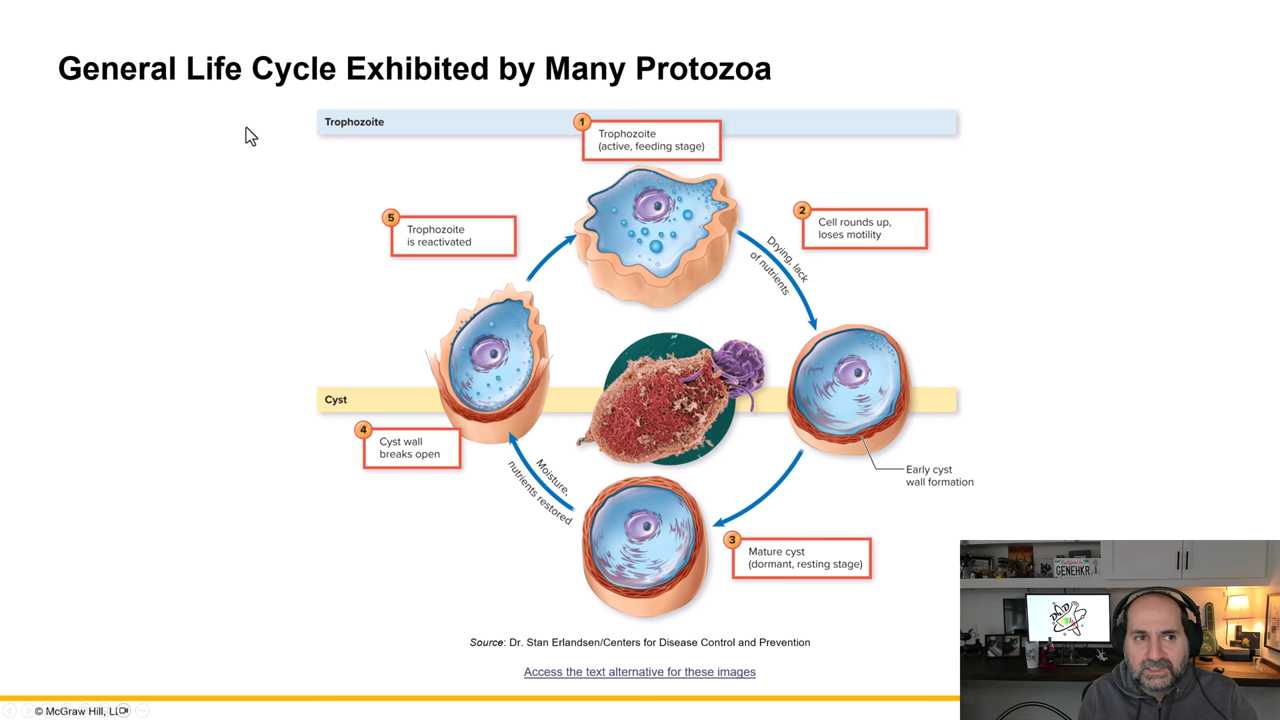 General Life Cycle Exhibited by Many Protozoa
Trophozoite
1
Trophozoite
(active, feeding stage)
2
Cell rounds up,
loses motility
Drying, lack
of nutrients
5
Trophozoite
is reactivated
Cyst
4
Cyst wall
breaks open
Early cyst
wall formation
Moisture,
nutrients restored
3
Mature cyst
(dormant, resting stage)
Source: Dr. Stan Erlandsen/Centers for Disease Control and Prevention
Access the text alternative for these images
© McGraw Hill,
GENEHKR